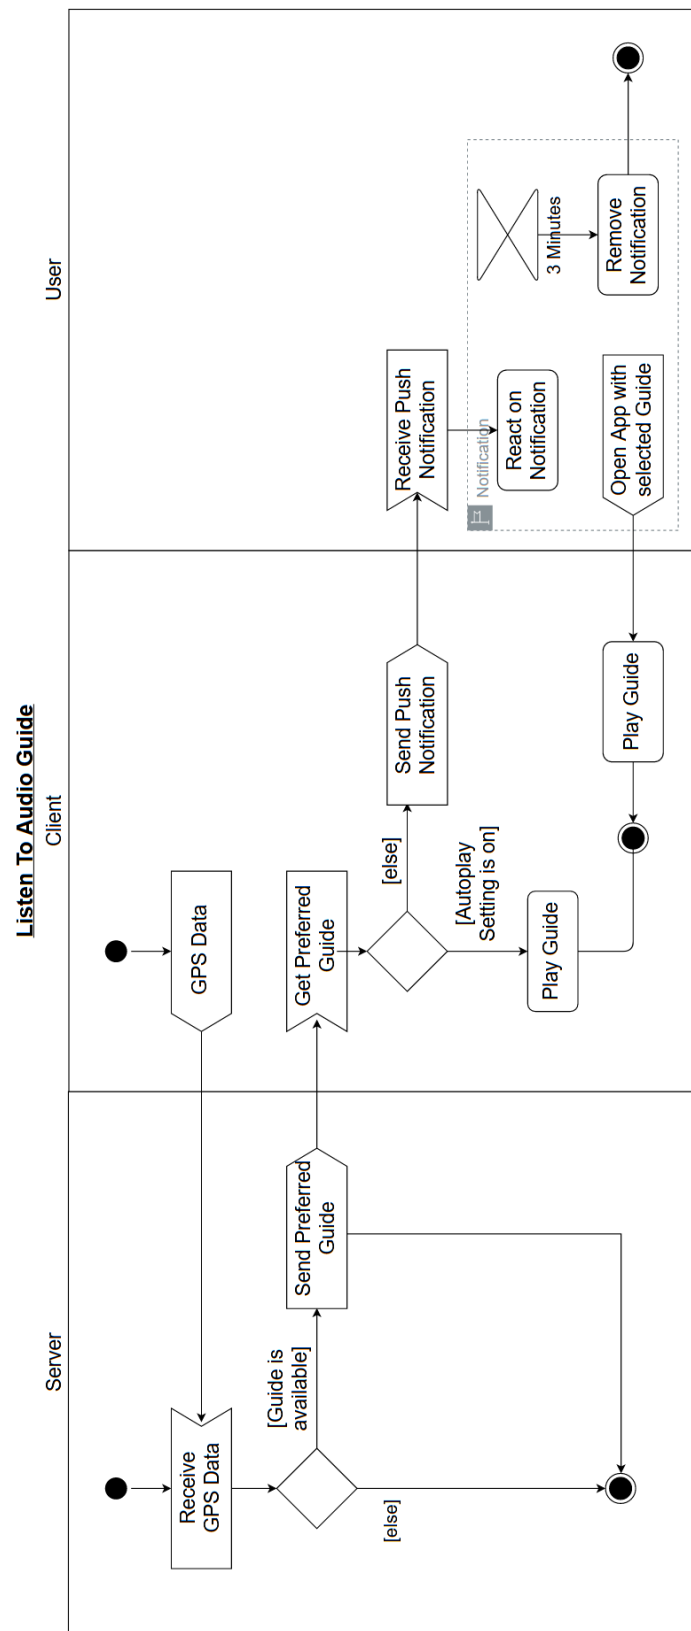 Listen To Audio Guide
Server
Client
User
Receive
GPS Data
GPS Data
[Guide is
available]
[else]
Send Preferred
Guide
Get Preferred
Guide
[else]
[Autoplay
Setting is on]
Play Guide
Send Push
Notification
Receive Push
Notification
Notification
React on
Notification
3 Minutes
Remove
Notification
Open App with
selected Guide
Play Guide